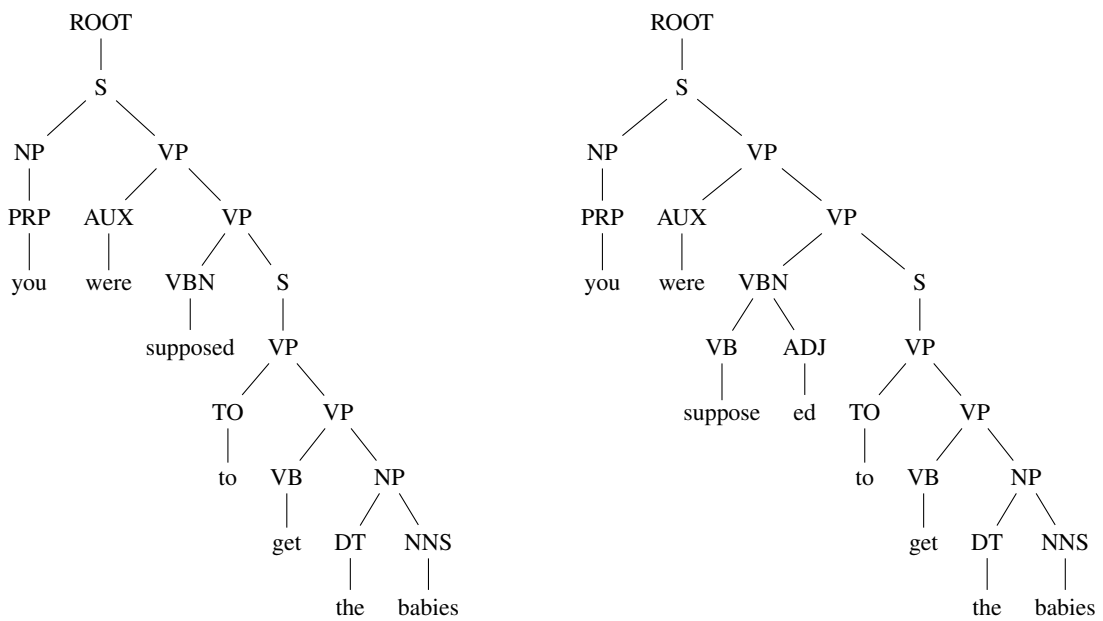 ROOT ROOT
S S
NP VP NP VP
PRP AUX VP PRP AUX VP
you were VBN S you were VBN S
supposed VP VB ADJ VP
TO VP suppose ed TO VP
to VB NP to VB NP
get DT NNS get DT NNS
the babies the babies